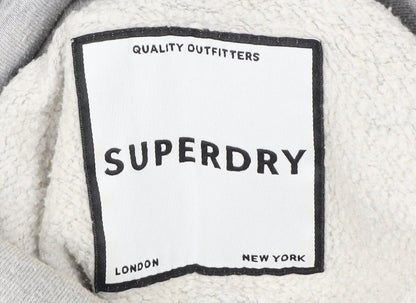 QUALITY OUTFITTERS
SUPERDRY
LONDON NEW YORK